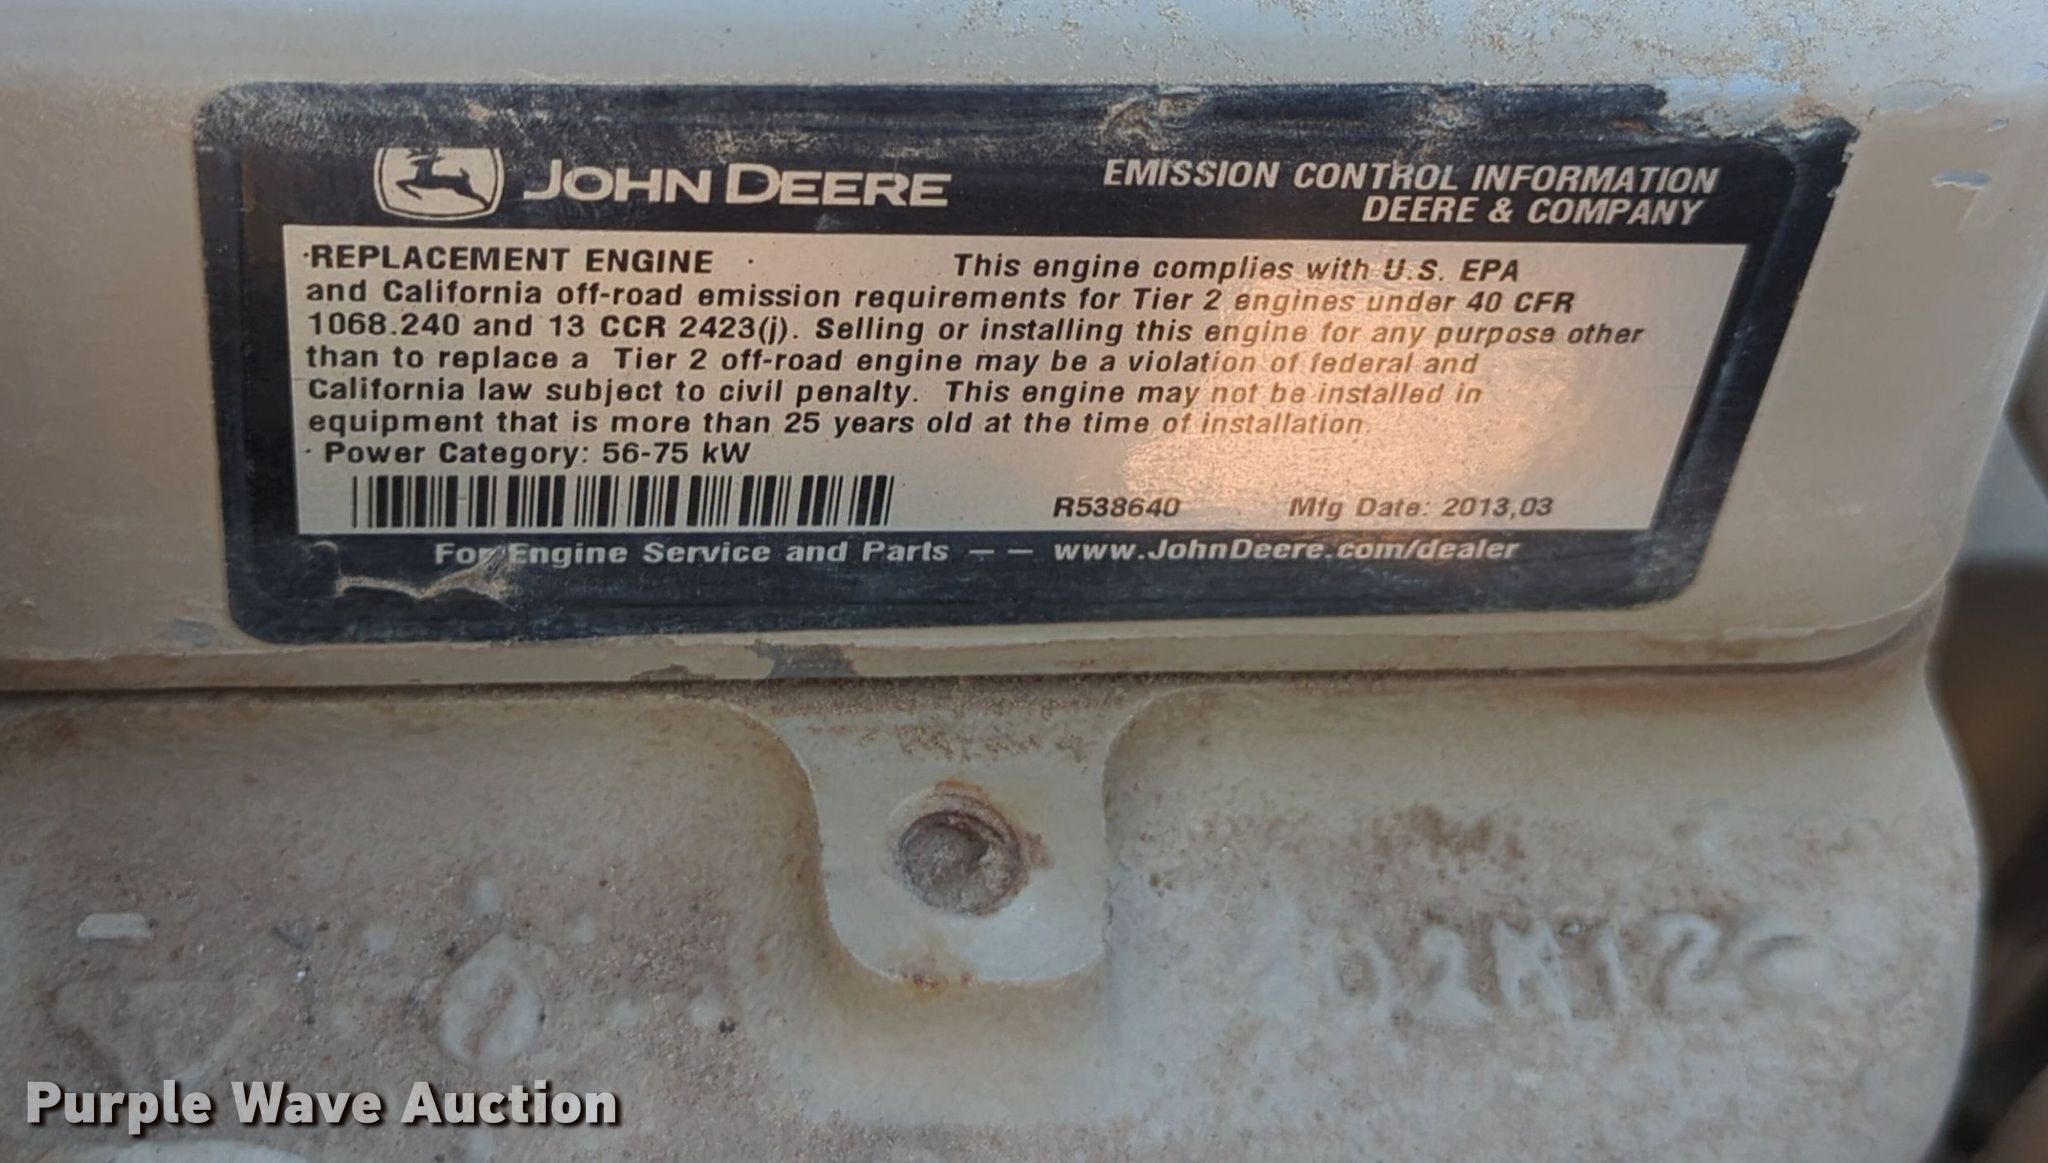 JOHN DEERE
EMISSION CONTROL INFORMATION
DEERE & COMPANY
·REPLACEMENT ENGINE · This engine complies with U.S. EPA
and California off-road emission requirements for Tier 2 engines under 40 CFR
1068.240 and 13 CCR 2423(j). Selling or installing this engine for any purpose other
than to replace a Tier 2 off-road engine may be a violation of federal and
California law subject to civil penalty. This engine may not be installed in
equipment that is more than 25 years old at the time of installation.
· Power Category: 56-75 kW
R538640 Mfg Date: 2013,03
For Engine Service and Parts – – www.JohnDeere.com/dealer
Purple Wave Auction